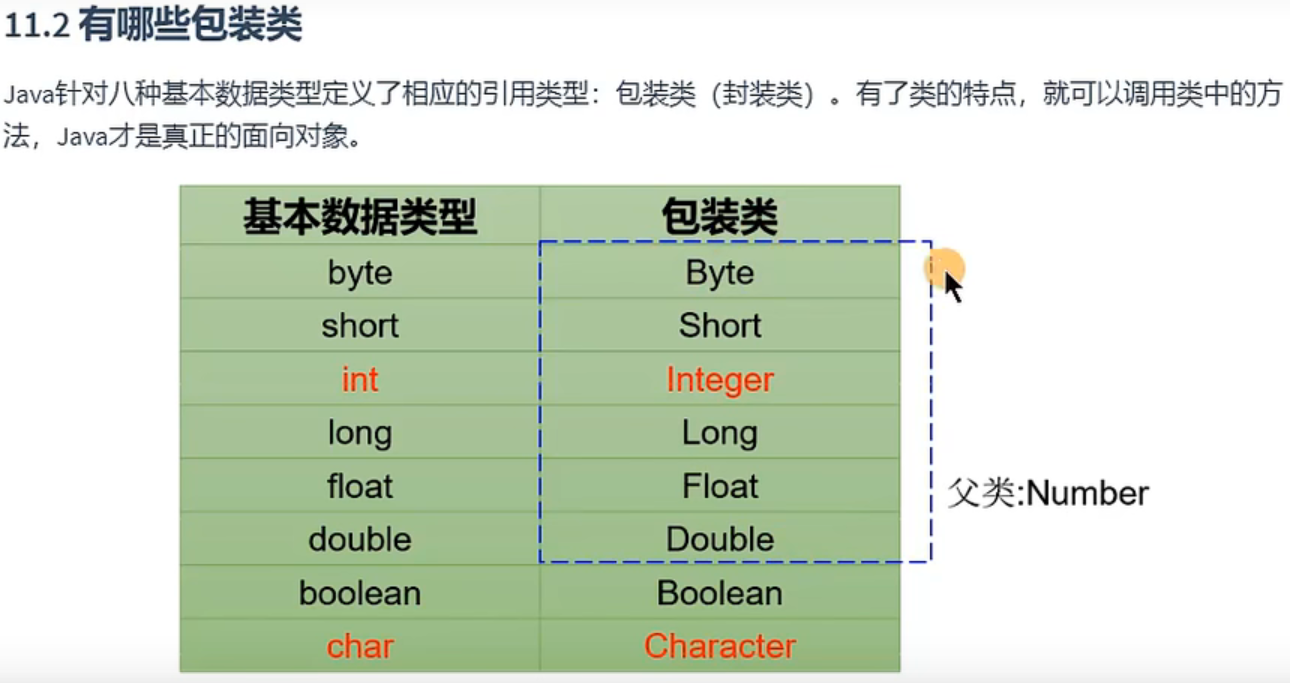 11.2 有哪些包装类
Java针对八种基本数据类型定义了相应的引用类型：包装类（封装类）。有了类的特点，就可以调用类中的方
法，Java才是真正的面向对象。
基本数据类型 包装类
byte Byte
short Short
int Integer
long Long
float Float
父类:Number
double Double
boolean Boolean
char Character